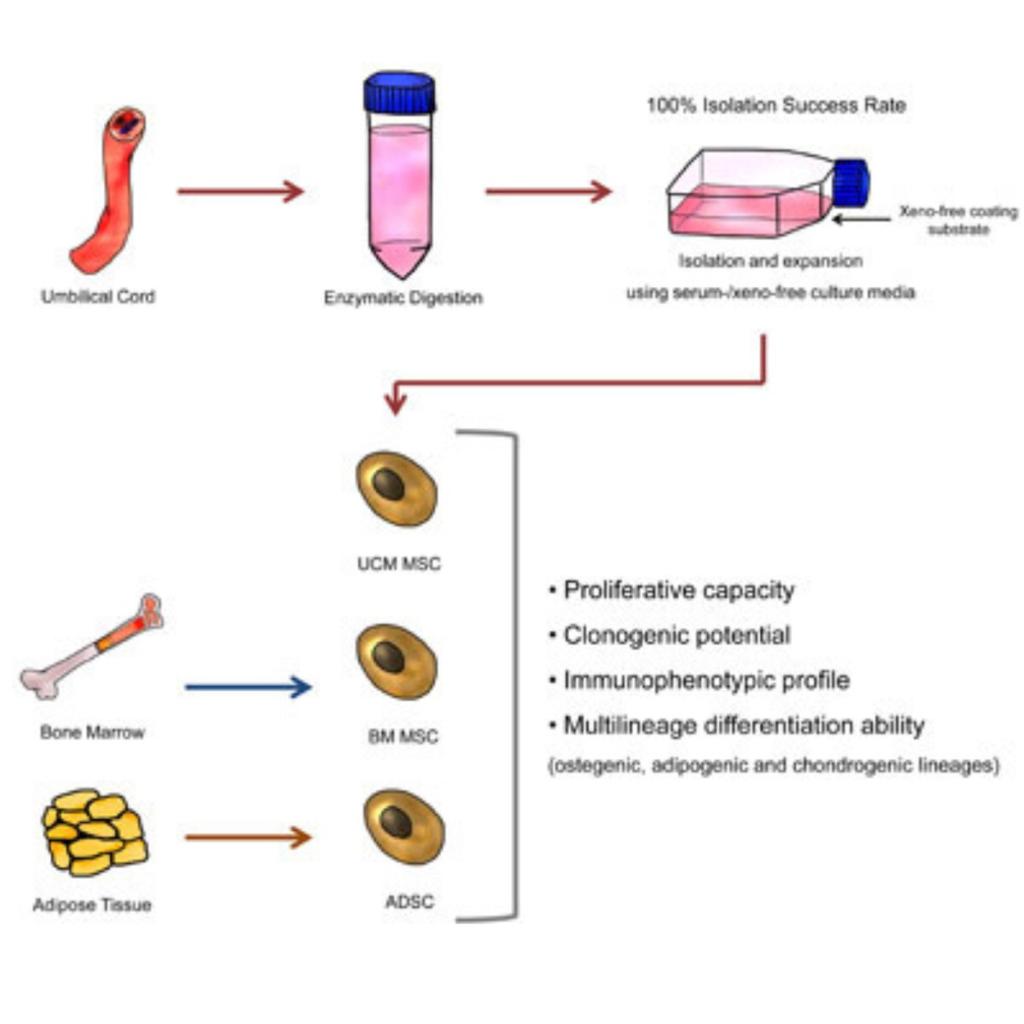 100% Isolation Success Rate
Xeno-free coating
substrate
Umbilical Cord
Enzymatic Digestion
Isolation and expansion
using serum-/xeno-free culture media
UCM MSC
Bone Marrow
BM MSC
Adipose Tissue
ADSC
• Proliferative capacity
• Clonogenic potential
• Immunophenotypic profile
• Multilineage differentiation ability
(ostegenic, adipogenic and chondrogenic lineages)